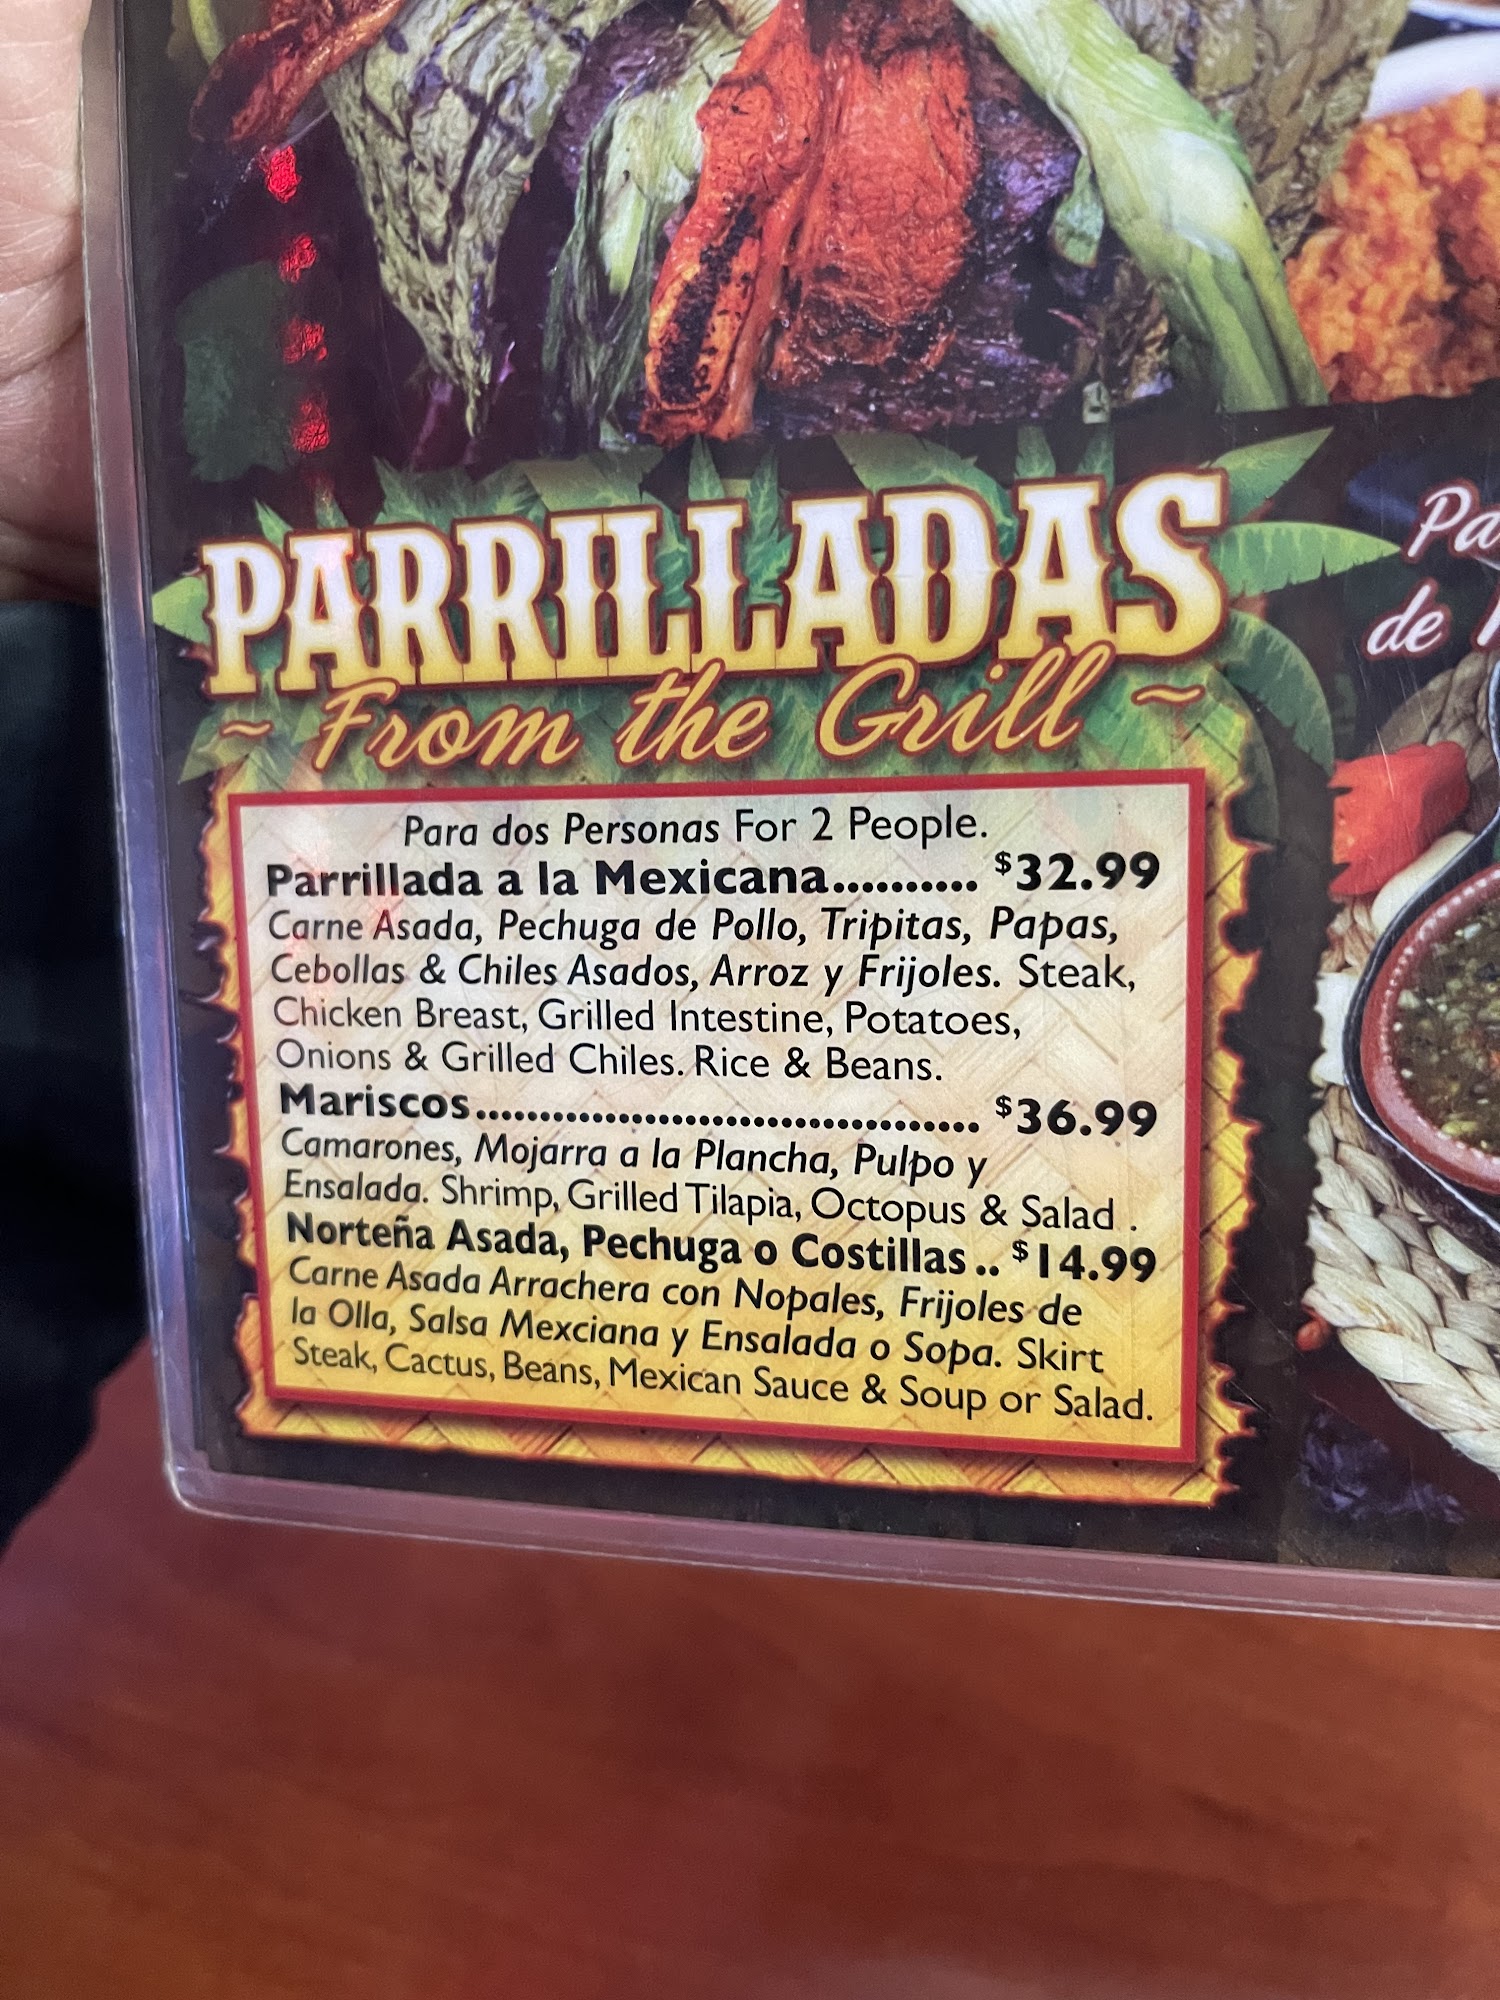 PARRILLADAS
~ From the Grill ~
Para dos Personas For 2 People.
Parrillada a la Mexicana.......... $32.99
Carne Asada, Pechuga de Pollo, Tripitas, Papas,
Cebollas & Chiles Asados, Arroz y Frijoles. Steak,
Chicken Breast, Grilled Intestine, Potatoes,
Onions & Grilled Chiles. Rice & Beans.
Mariscos....................................... $36.99
Camarones, Mojarra a la Plancha, Pulpo y
Ensalada. Shrimp, Grilled Tilapia, Octopus & Salad .
Norteña Asada, Pechuga o Costillas .. $14.99
Carne Asada Arrachera con Nopales, Frijoles de
la Olla, Salsa Mexciana y Ensalada o Sopa. Skirt
Steak, Cactus, Beans, Mexican Sauce & Soup or Salad.
de